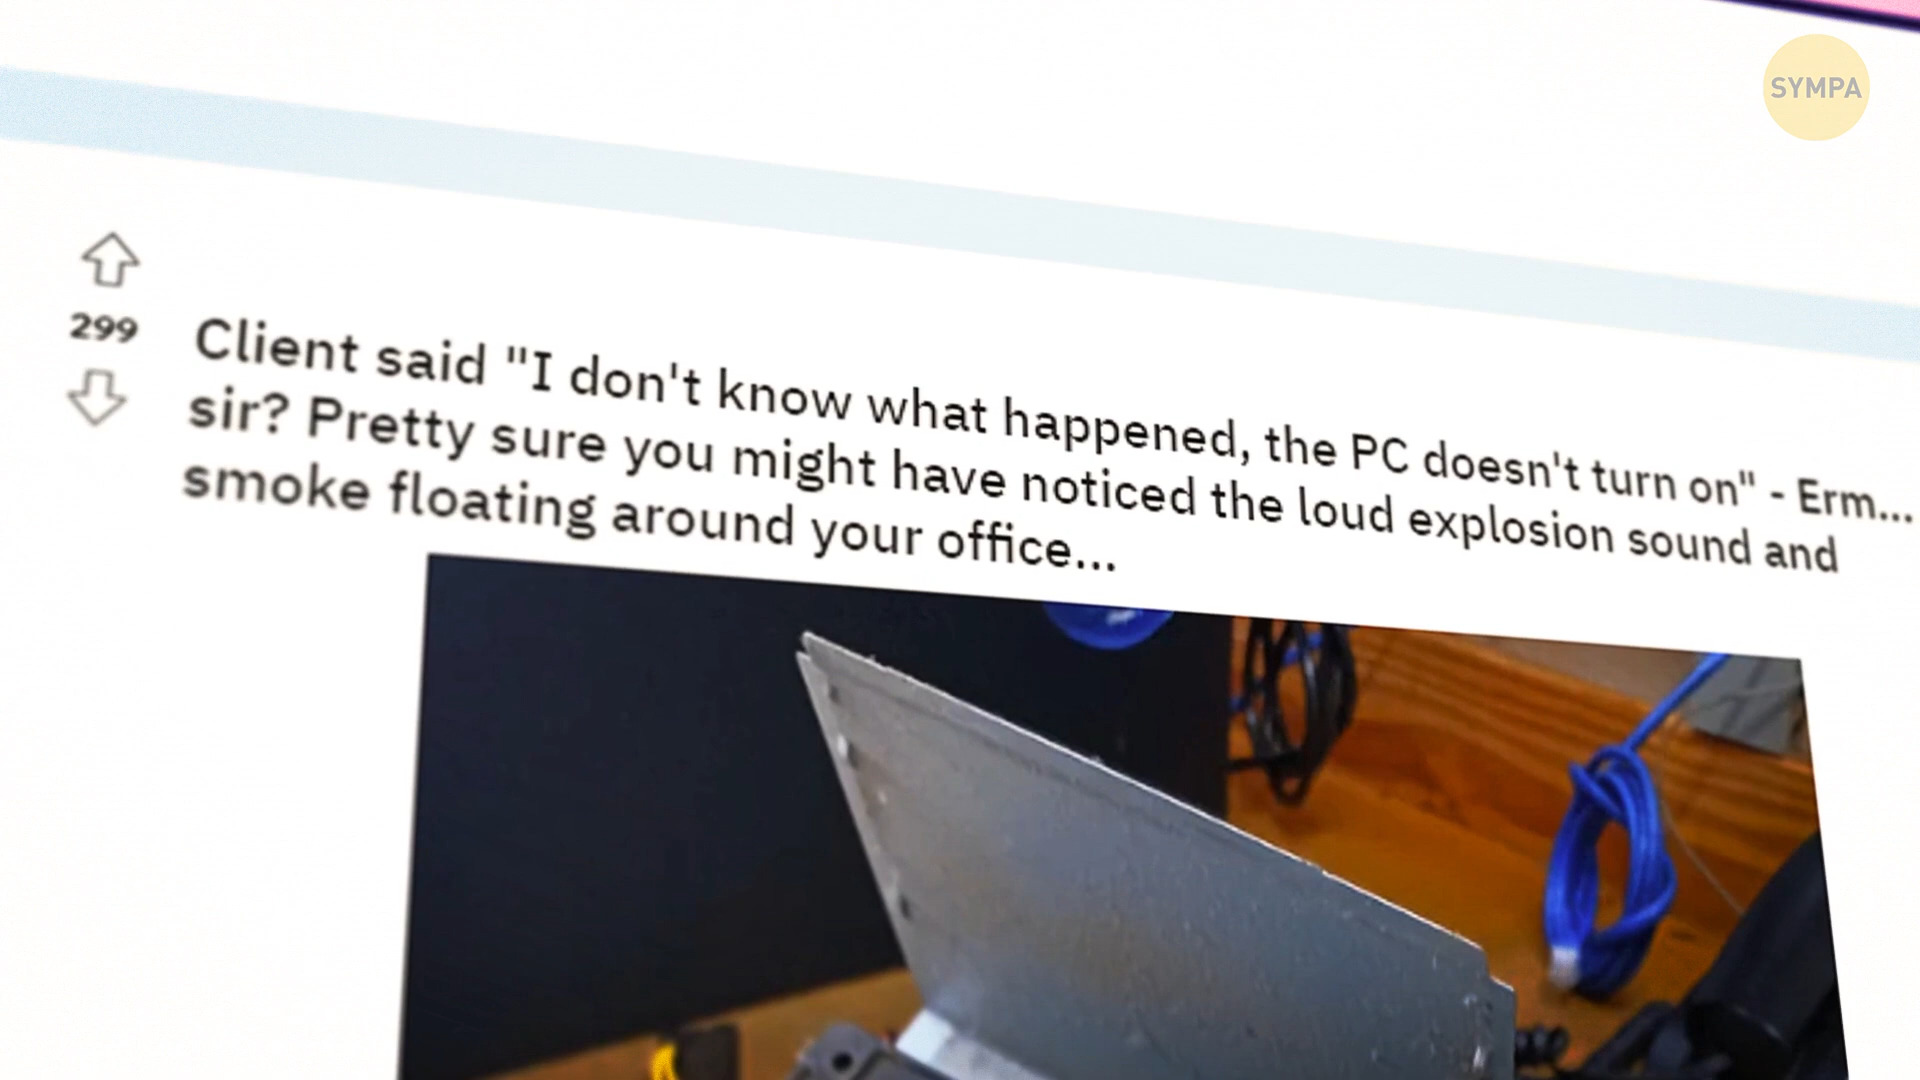 SYMPA
299
Client said "I don't know what happened, the PC doesn't turn on" - Erm...
sir? Pretty sure you might have noticed the loud explosion sound and
smoke floating around your office...